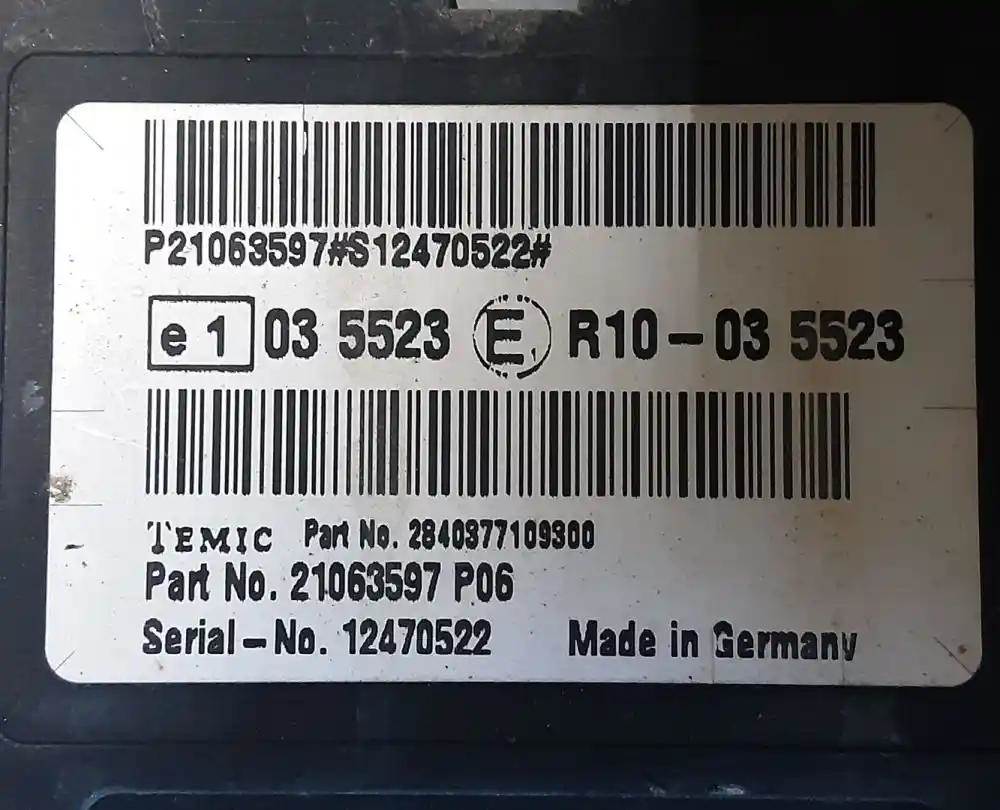 P21063597#S12470522#
e 1 03 5523 E 1 R10-03 5523
TEMIC Part No. 2840377109300
Part No. 21063597 P06
Serial-No. 12470522 Made in Germany